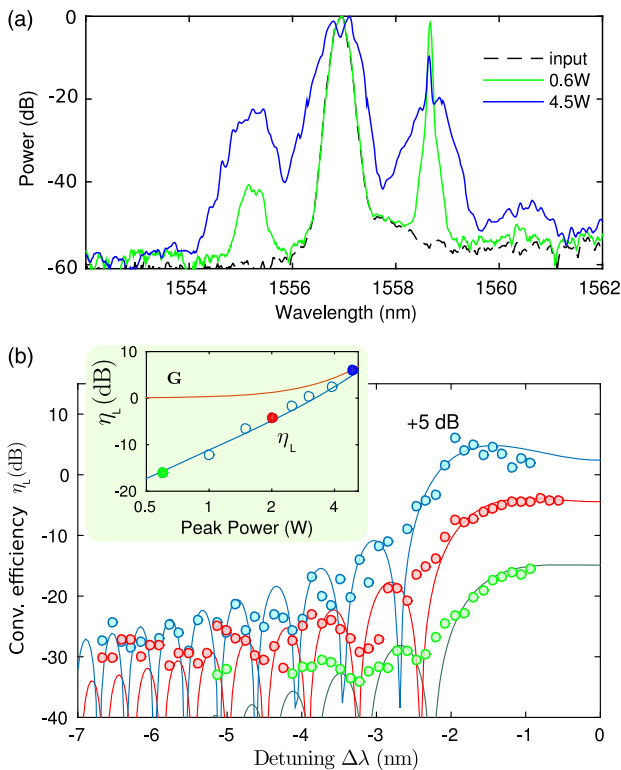 (a)
0
-20
-40
-60
Power (dB)
input
0.6W
4.5W
1554 1556 1558 1560 1562
Wavelength (nm)
(b)
10
0
-10
-20
η_L (dB)
G
η_L
0.5 1 2 4
Peak Power (W)
+5 dB
10
0
-10
-20
-30
-40
Conv. efficiency η_L (dB)
-7 -6 -5 -4 -3 -2 -1 0
Detuning Δλ (nm)